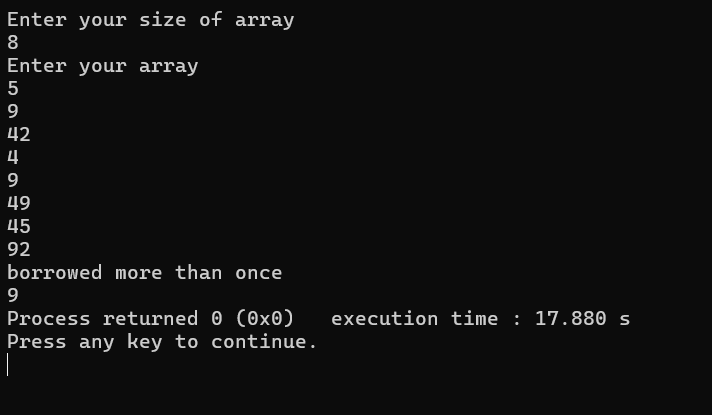 Enter your size of array
8
Enter your array
5
9
42
4
9
49
45
92
borrowed more than once
9
Process returned 0 (0x0)   execution time : 17.880 s
Press any key to continue.